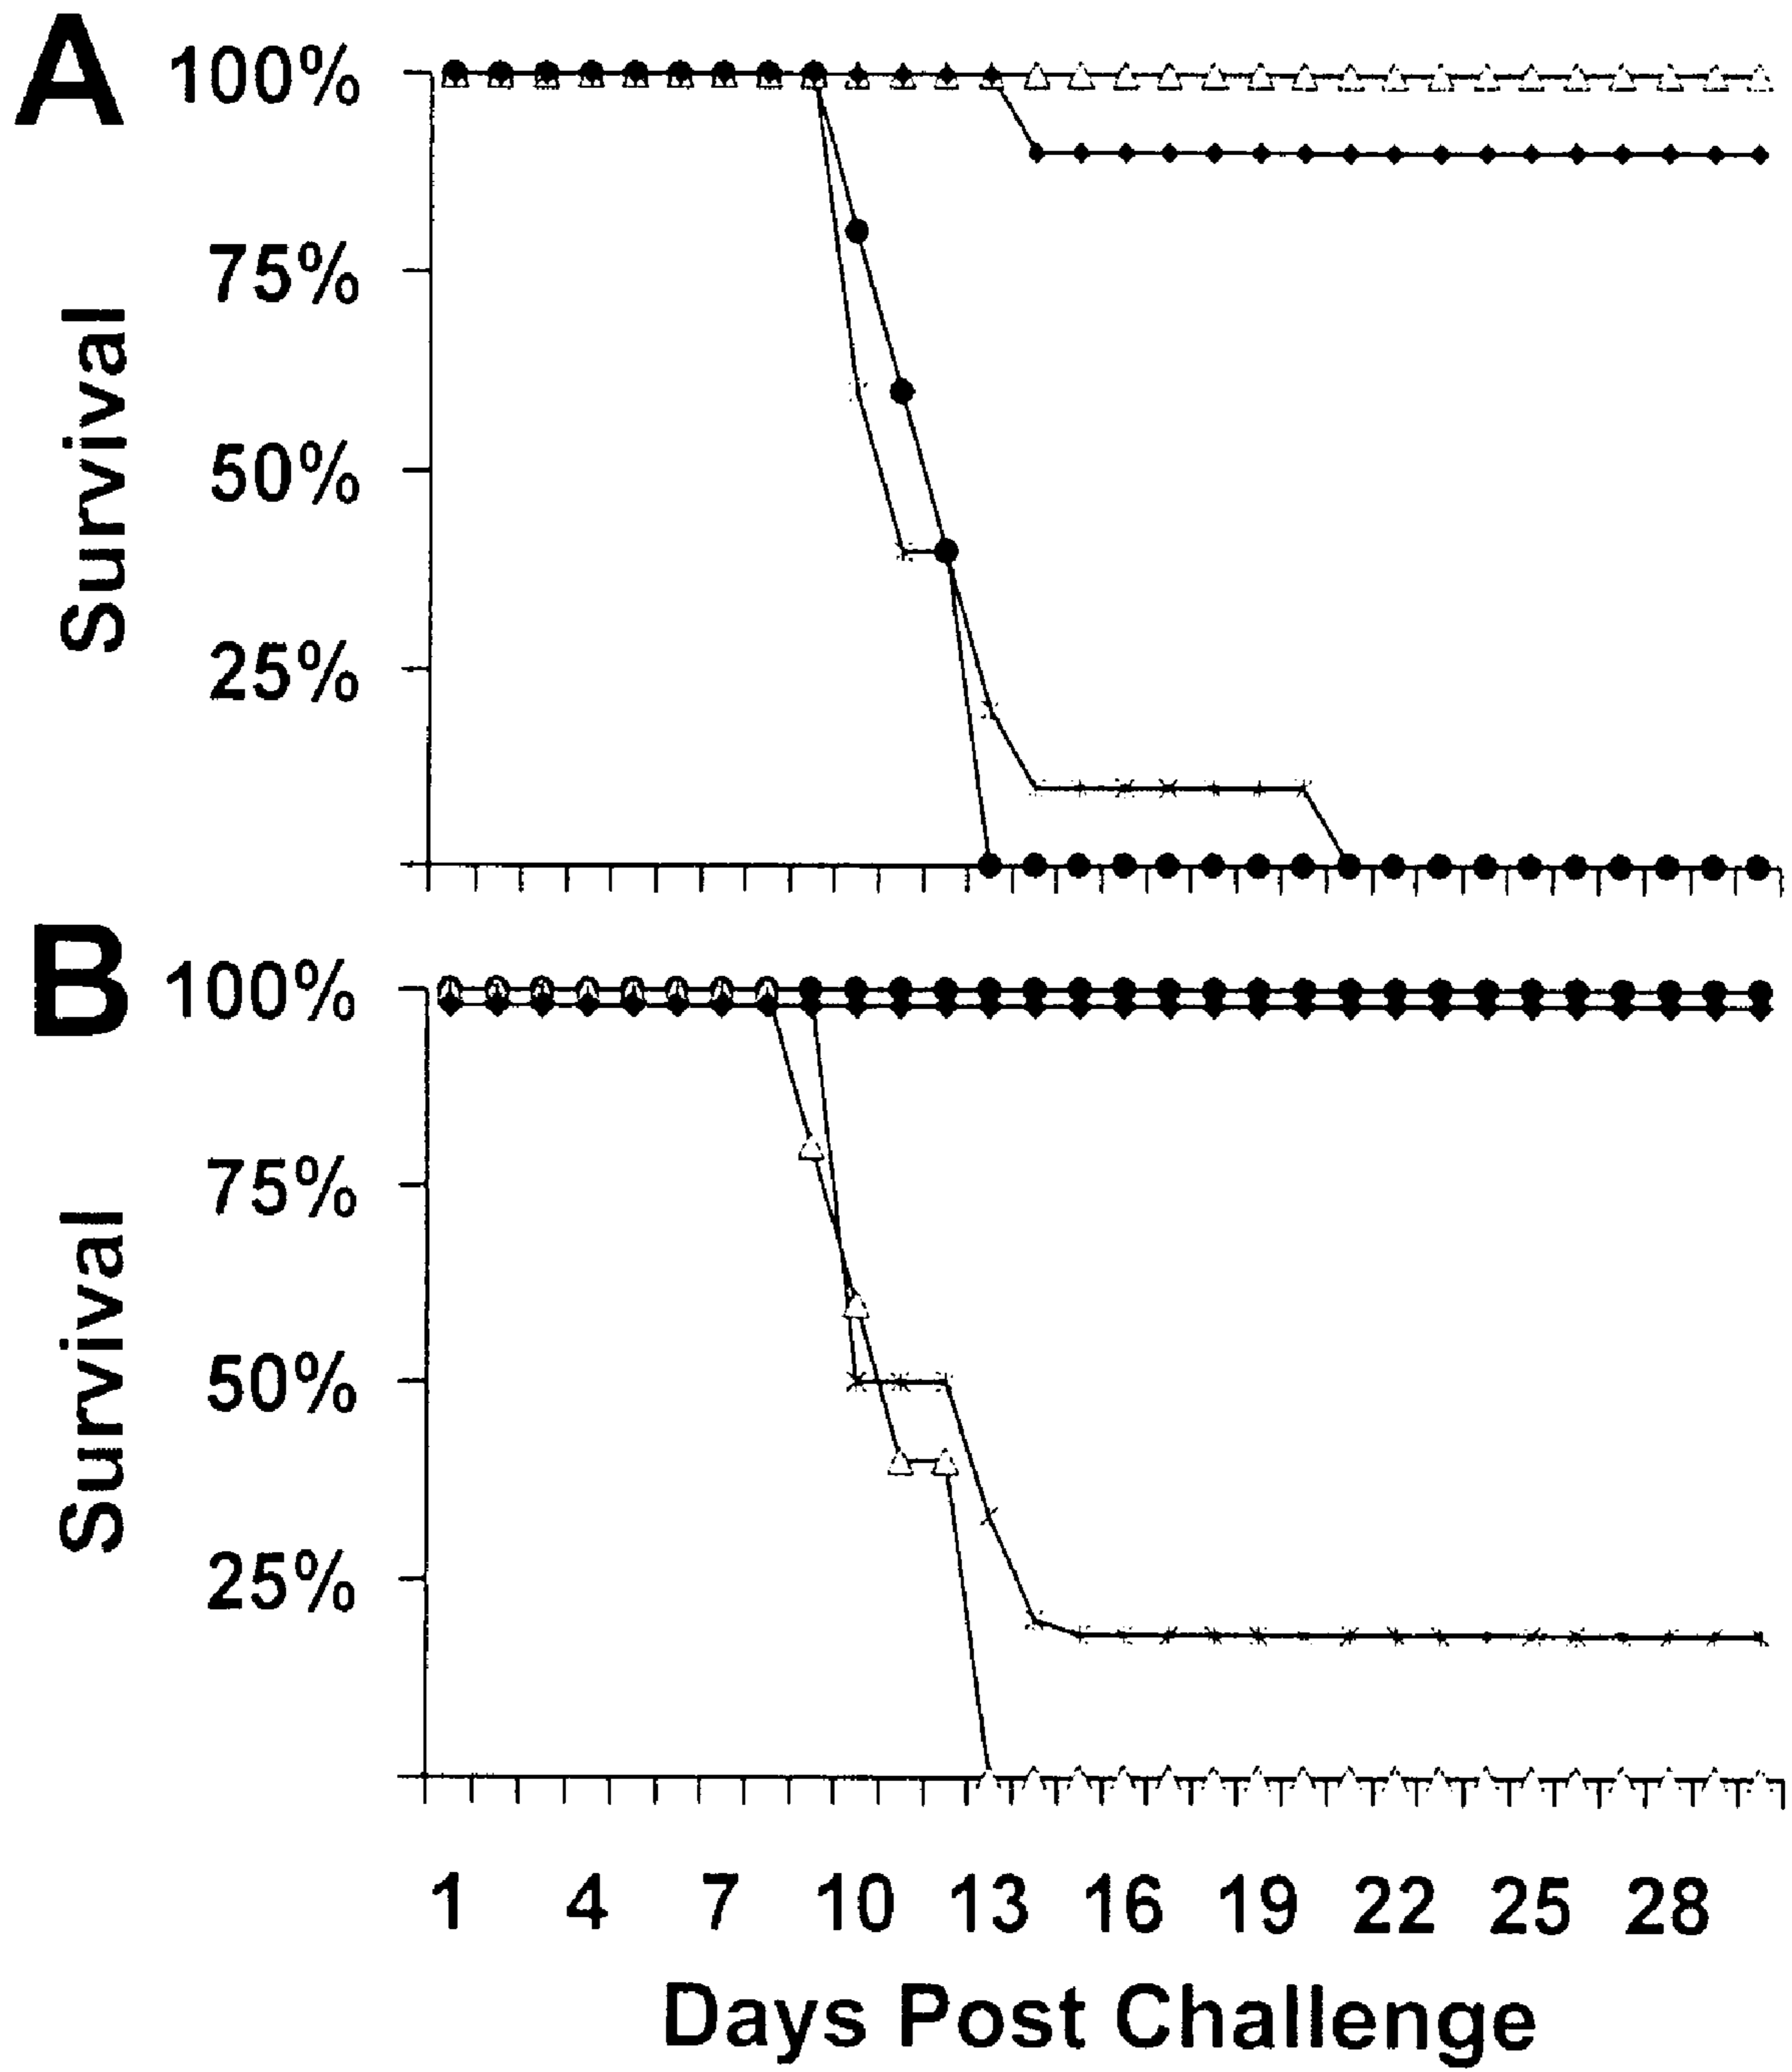 A
100%
75%
50%
25%
Survival
B
100%
75%
50%
25%
Survival
1 4 7 10 13 16 19 22 25 28
Days Post Challenge